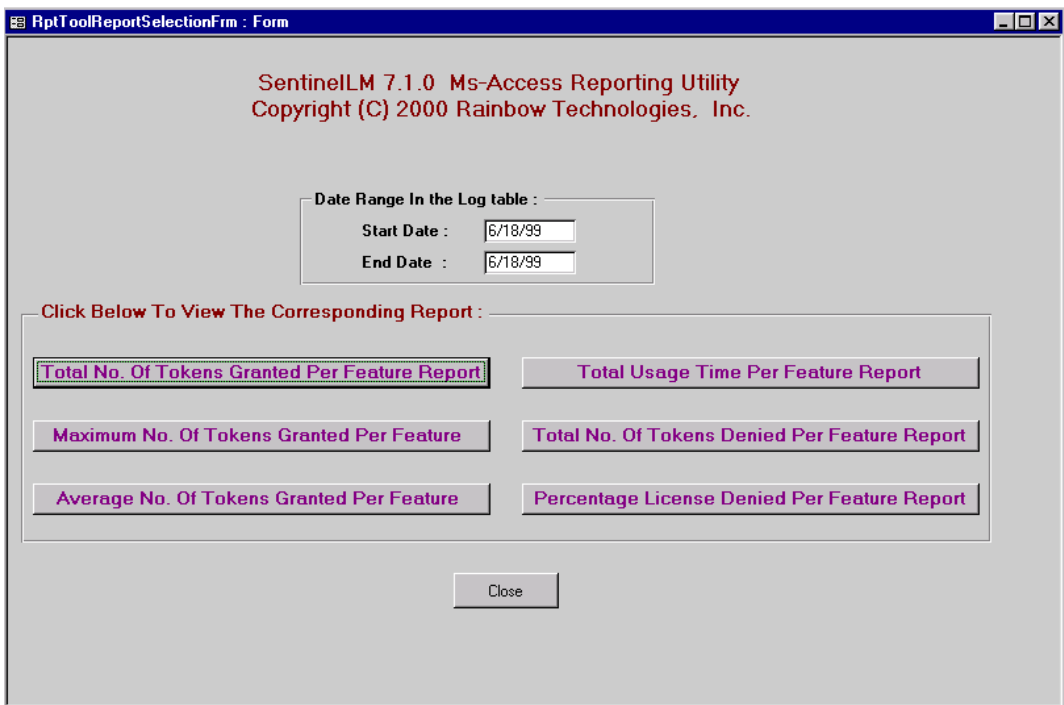 RptToolReportSelectionFrm : Form
SentinelLM 7.1.0 Ms-Access Reporting Utility
Copyright (C) 2000 Rainbow Technologies, Inc.
Date Range In the Log table :
Start Date : 6/18/99
End Date : 6/18/99
Click Below To View The Corresponding Report :
Total No. Of Tokens Granted Per Feature Report
Total Usage Time Per Feature Report
Maximum No. Of Tokens Granted Per Feature
Total No. Of Tokens Denied Per Feature Report
Average No. Of Tokens Granted Per Feature
Percentage License Denied Per Feature Report
Close